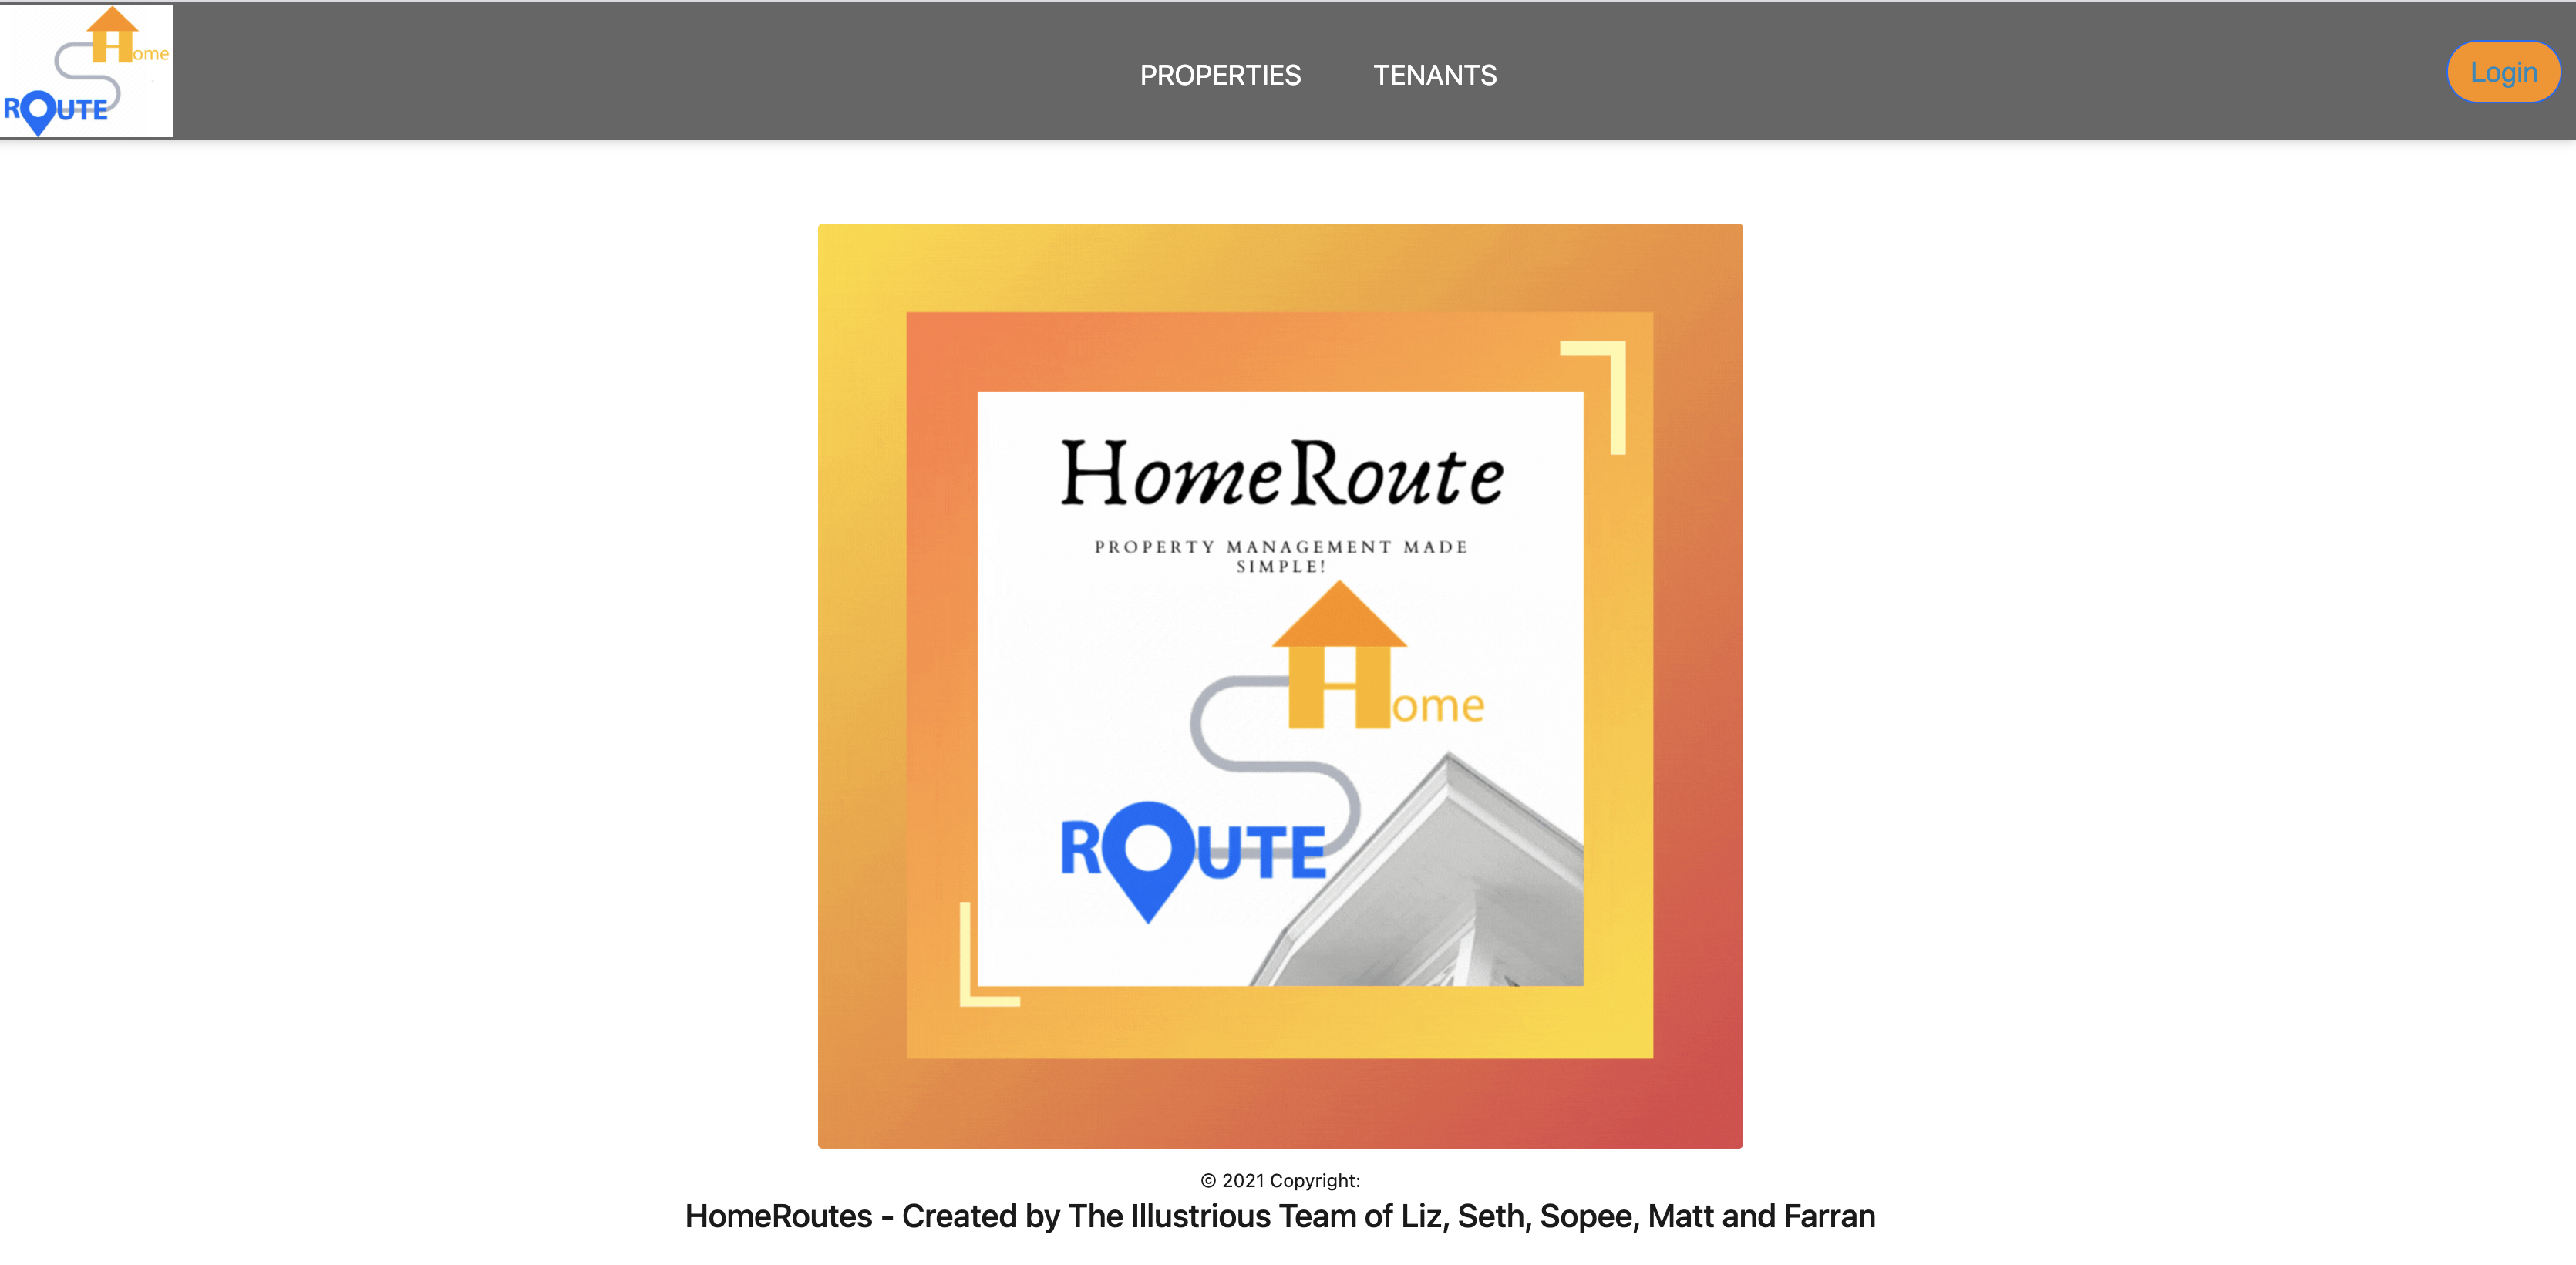 Home
ROUTE
PROPERTIES
TENANTS
Login
HomeRoute
PROPERTY MANAGEMENT MADE
SIMPLE!
Home
ROUTE
© 2021 Copyright:
HomeRoutes - Created by The Illustrious Team of Liz, Seth, Sopee, Matt and Farran